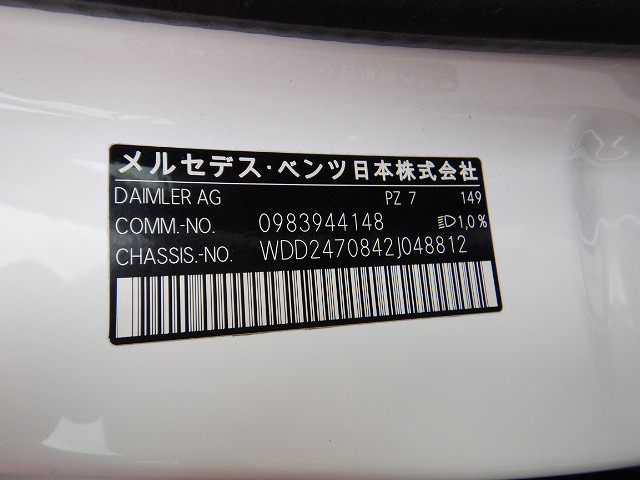 メルセデス・ベンツ日本株式会社
DAIMLER AG PZ 7 149
COMM.-NO. 0983944148 1,0%
CHASSIS.-NO. WDD2470842J048812